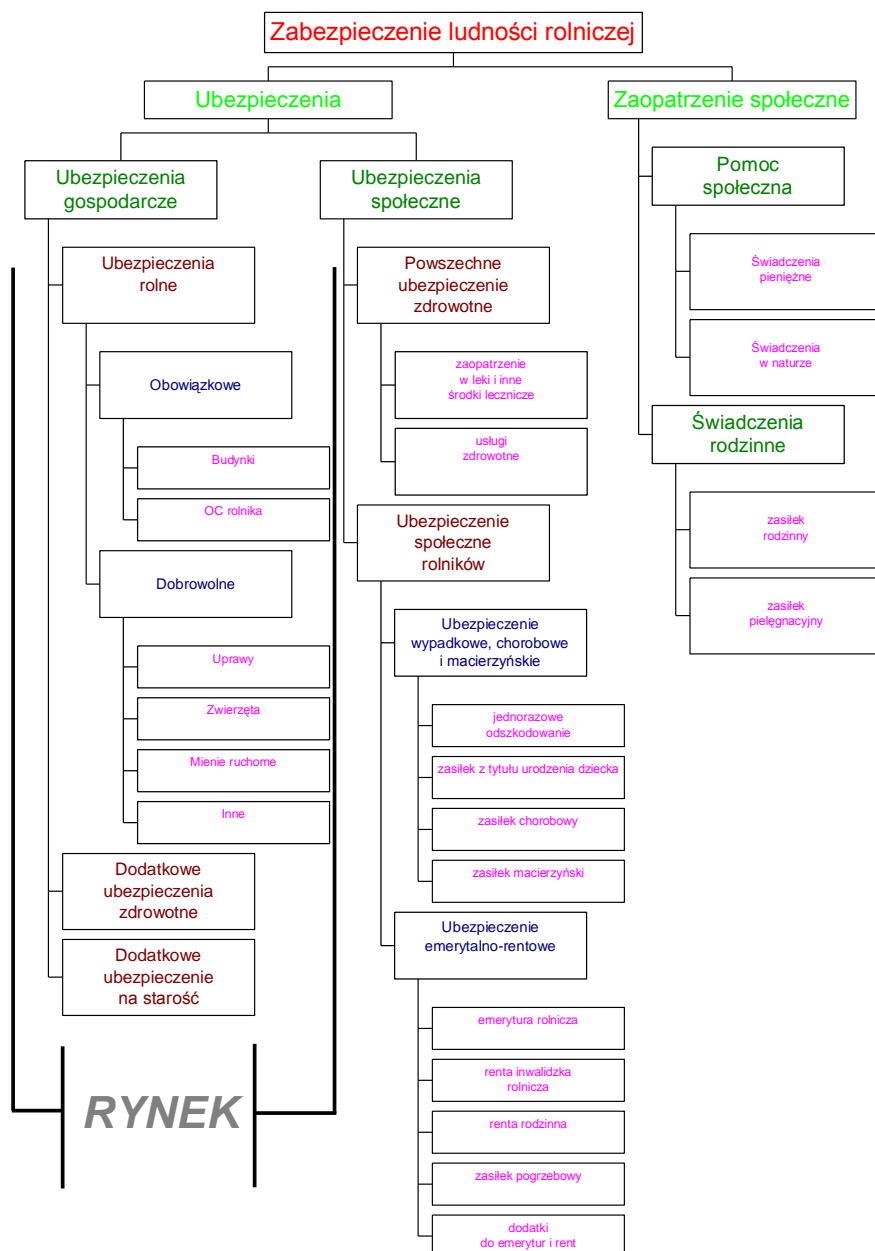 Zabezpieczenie ludności rolniczej
Ubezpieczenia
Zaopatrzenie społeczne
Ubezpieczenia
gospodarcze
Ubezpieczenia
rolne
Obowiązkowe
Budynki
OC rolnika
Dobrowolne
Uprawy
Zwierzęta
Mienie ruchome
Inne
Dodatkowe
ubezpieczenia
zdrowotne
Dodatkowe
ubezpieczenie
na starość
RYNEK
Ubezpieczenia
społeczne
Powszechne
ubezpieczenie
zdrowotne
zaopatrzenie
w leki i inne
środki lecznicze
usługi
zdrowotne
Ubezpieczenie
społeczne
rolników
Ubezpieczenie
wypadkowe, chorobowe
i macierzyńskie
jednorazowe
odszkodowanie
zasiłek z tytułu urodzenia dziecka
zasiłek chorobowy
zasiłek macierzyński
Ubezpieczenie
emerytalno-rentowe
emerytura rolnicza
renta inwalidzka
rolnicza
renta rodzinna
zasiłek pogrzebowy
dodatki
do emerytur i rent
Pomoc
społeczna
Świadczenia
pieniężne
Świadczenia
w naturze
Świadczenia
rodzinne
zasiłek
rodzinny
zasiłek
pielęgnacyjny